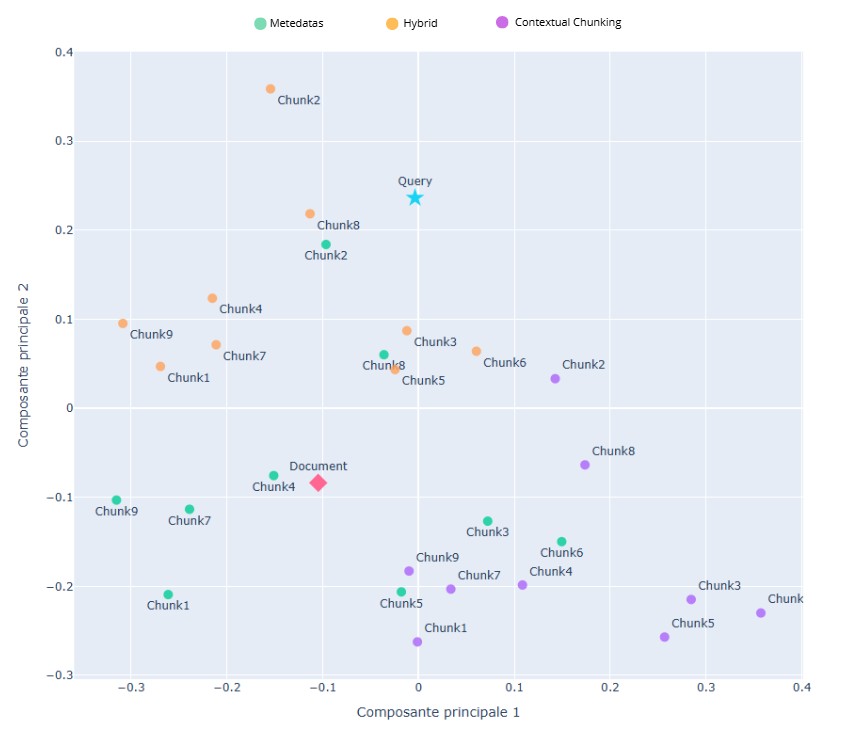 Metedatas
Hybrid
Contextual Chunking
0.4
Chunk2
0.3
Query
Chunk8
0.2
Chunk2
Chunk4
0.1
Chunk9
Chunk3
Chunk7
Chunk8
Chunk6
Chunk2
Chunk1
Chunk5
0
Composante principale 2
Chunk8
Document
Chunk4
−0.1
Chunk9
Chunk7
Chunk3
Chunk6
Chunk9
Chunk7
Chunk4
−0.2
Chunk3
Chunk1
Chunk5
Chunk
Chunk1
Chunk5
−0.3
−0.3
−0.2
−0.1
0
0.1
0.2
0.3
0.4
Composante principale 1